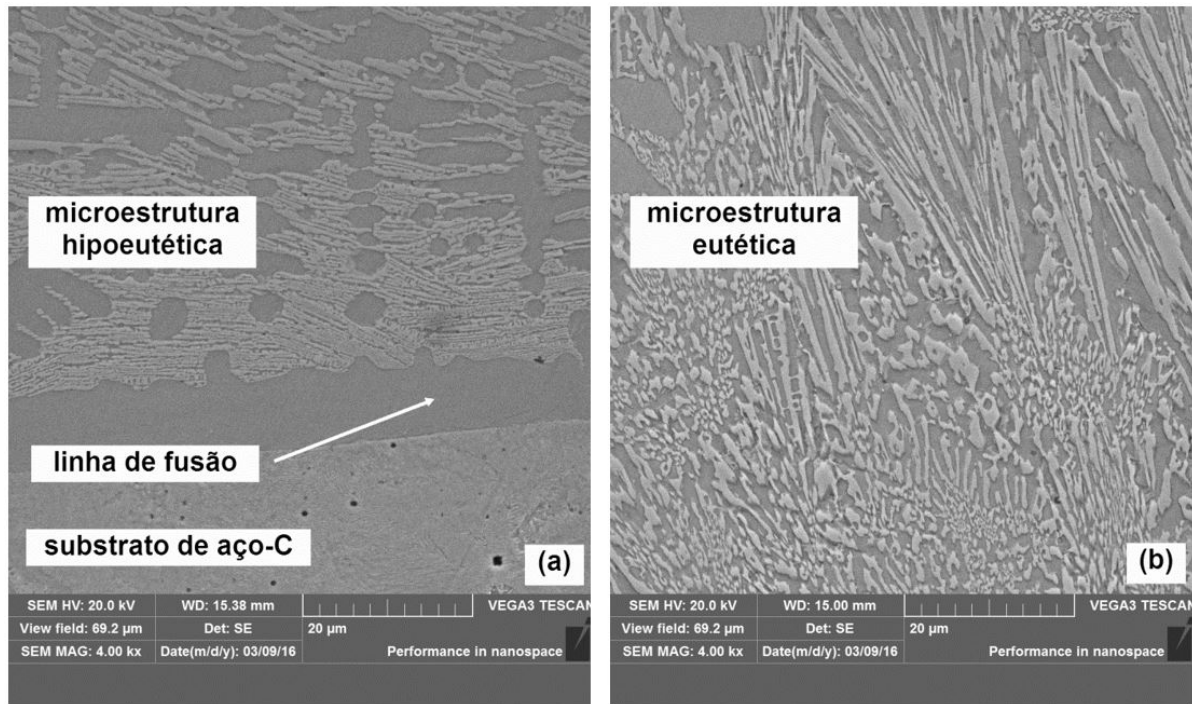 microestrutura
hipoeutética
linha de fusão
substrato de aço-C
(a)
SEM HV: 20.0 kV
WD: 15.38 mm
VEGA3 TESCAN
View field: 69.2 µm
Det: SE
20 µm
SEM MAG: 4.00 kx
Date(m/d/y): 03/09/16
Performance in nanospace
microestrutura
eutética
(b)
SEM HV: 20.0 kV
WD: 15.00 mm
VEGA3 TESCAN
View field: 69.2 µm
Det: SE
20 µm
SEM MAG: 4.00 kx
Date(m/d/y): 03/09/16
Performance in nanospace